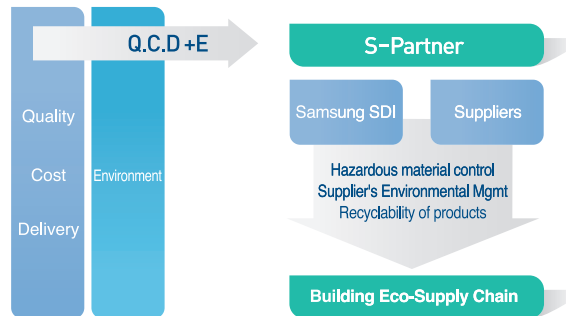 Q.C.D +E
Quality
Cost
Delivery
Environment
S-Partner
Samsung SDI
Suppliers
Hazardous material control
Supplier's Environmental Mgmt
Recyclability of products
Building Eco-Supply Chain